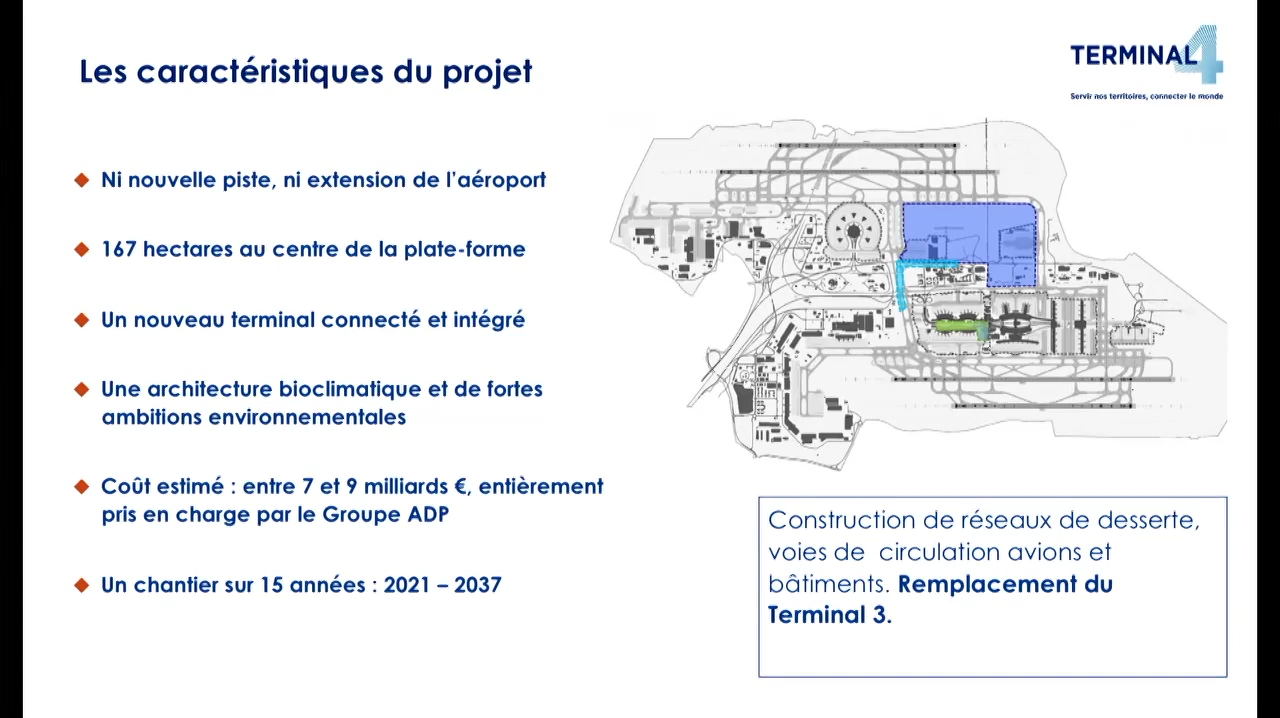 Les caractéristiques du projet
TERMINAL 4
Servir nos territoires, connecter le monde
Ni nouvelle piste, ni extension de l'aéroport
167 hectares au centre de la plate-forme
Un nouveau terminal connecté et intégré
Une architecture bioclimatique et de fortes
ambitions environnementales
Coût estimé : entre 7 et 9 milliards €, entièrement
pris en charge par le Groupe ADP
Un chantier sur 15 années : 2021 – 2037
Construction de réseaux de desserte,
voies de  circulation avions et
bâtiments. Remplacement du
Terminal 3.